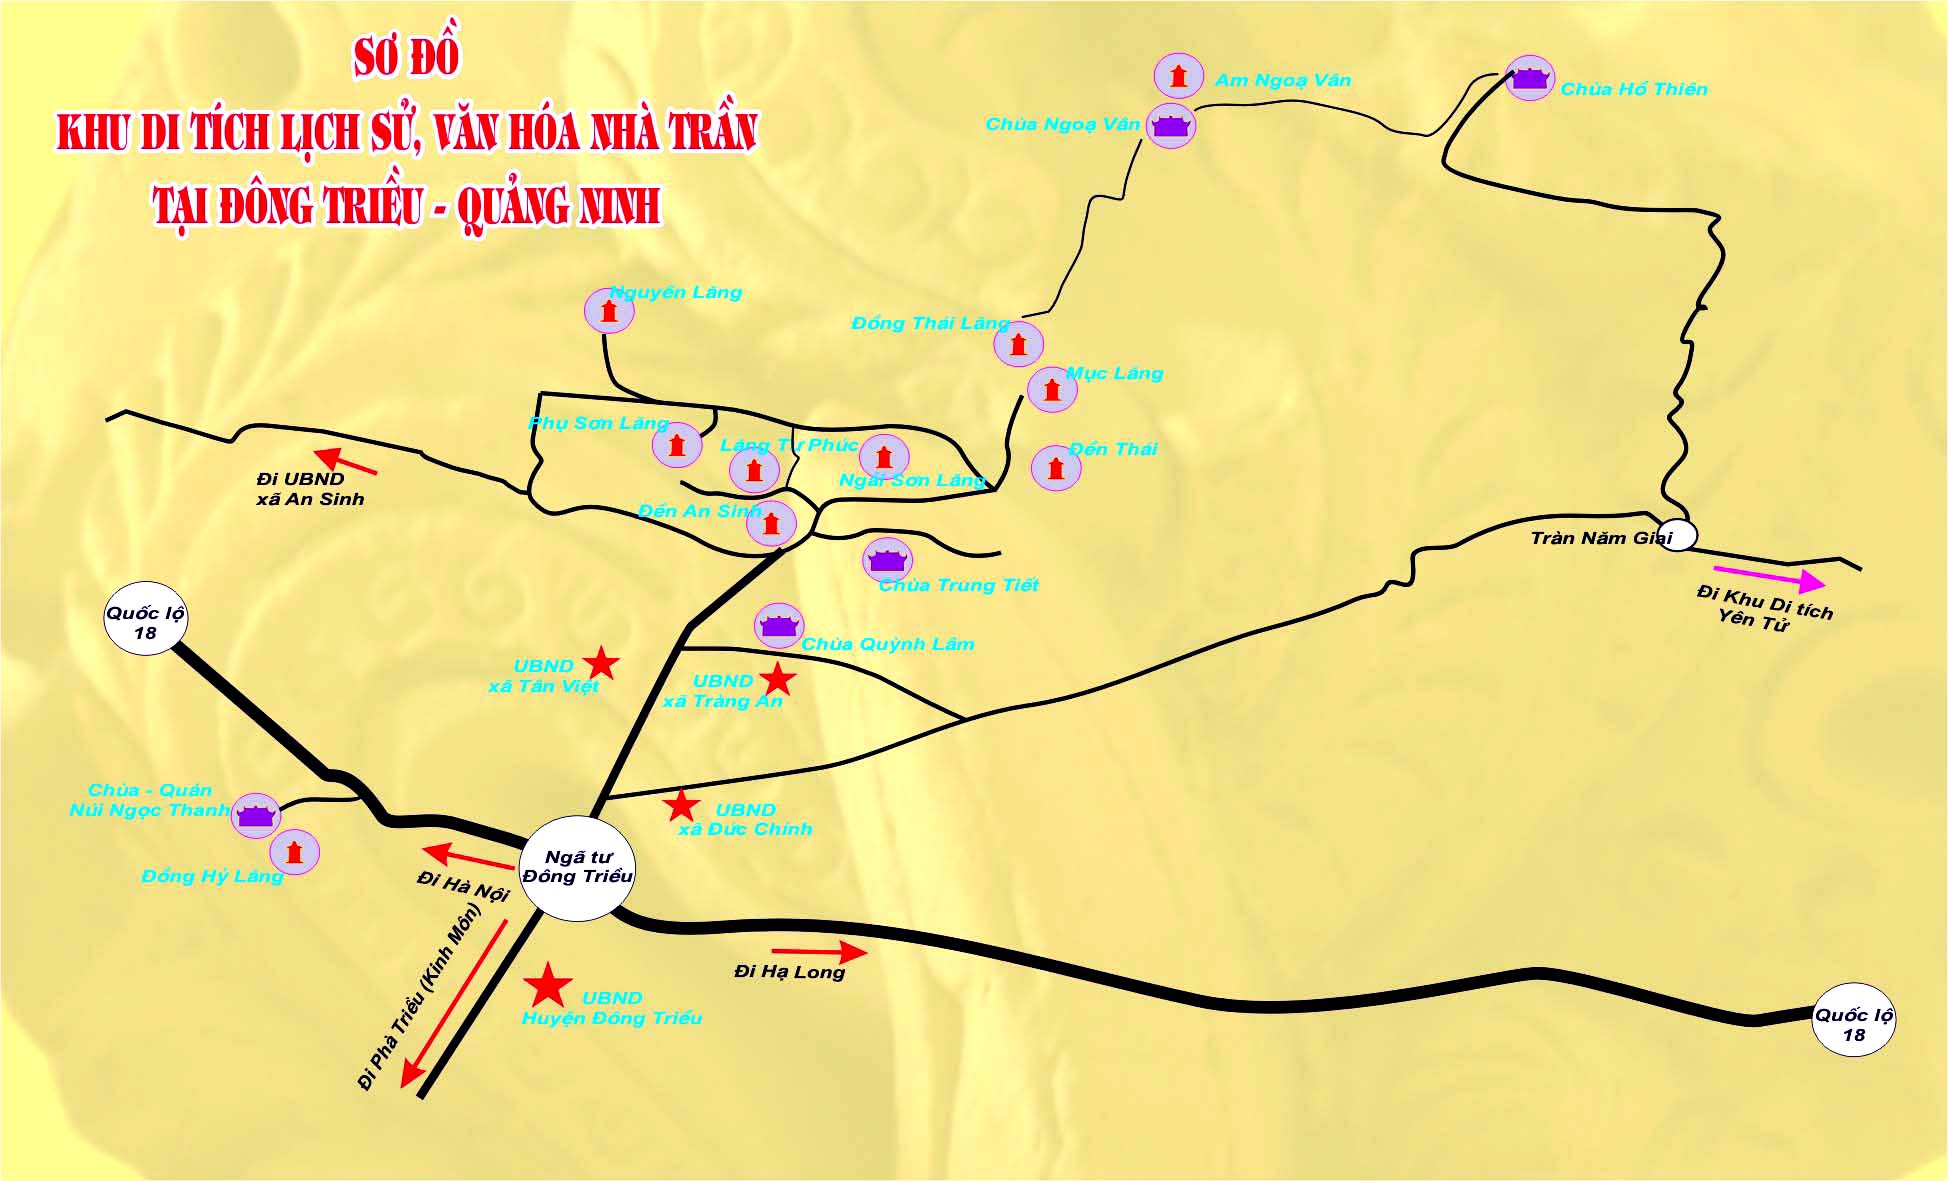 SƠ ĐỒ
KHU DI TÍCH LỊCH SỬ, VĂN HÓA NHÀ TRẦN
TẠI ĐÔNG TRIỀU - QUẢNG NINH
Am Ngoạ Vân
Chùa Hồ Thiên
Chùa Ngoạ Vân
Nguyên Lăng
Đồng Thái Lăng
Mục Lăng
Phụ Sơn Lăng
Lăng Tư Phúc
Đền Thái
Ngải Sơn Lăng
Đi UBND
xã An Sinh
Đền An Sinh
Tràn Năm Giai
Chùa Trung Tiết
Đi Khu Di tích
Yên Tử
Quốc lộ
18
Chùa Quỳnh Lâm
UBND
xã Tân Việt
UBND
xã Tràng An
Chùa - Quán
Núi Ngọc Thanh
UBND
xã Đức Chính
Đồng Hỷ Lăng
Ngã tư
Đông Triều
Đi Hà Nội
Đi Phà Triều (Kinh Môn)
Đi Hạ Long
UBND
Huyện Đông Triều
Quốc lộ
18